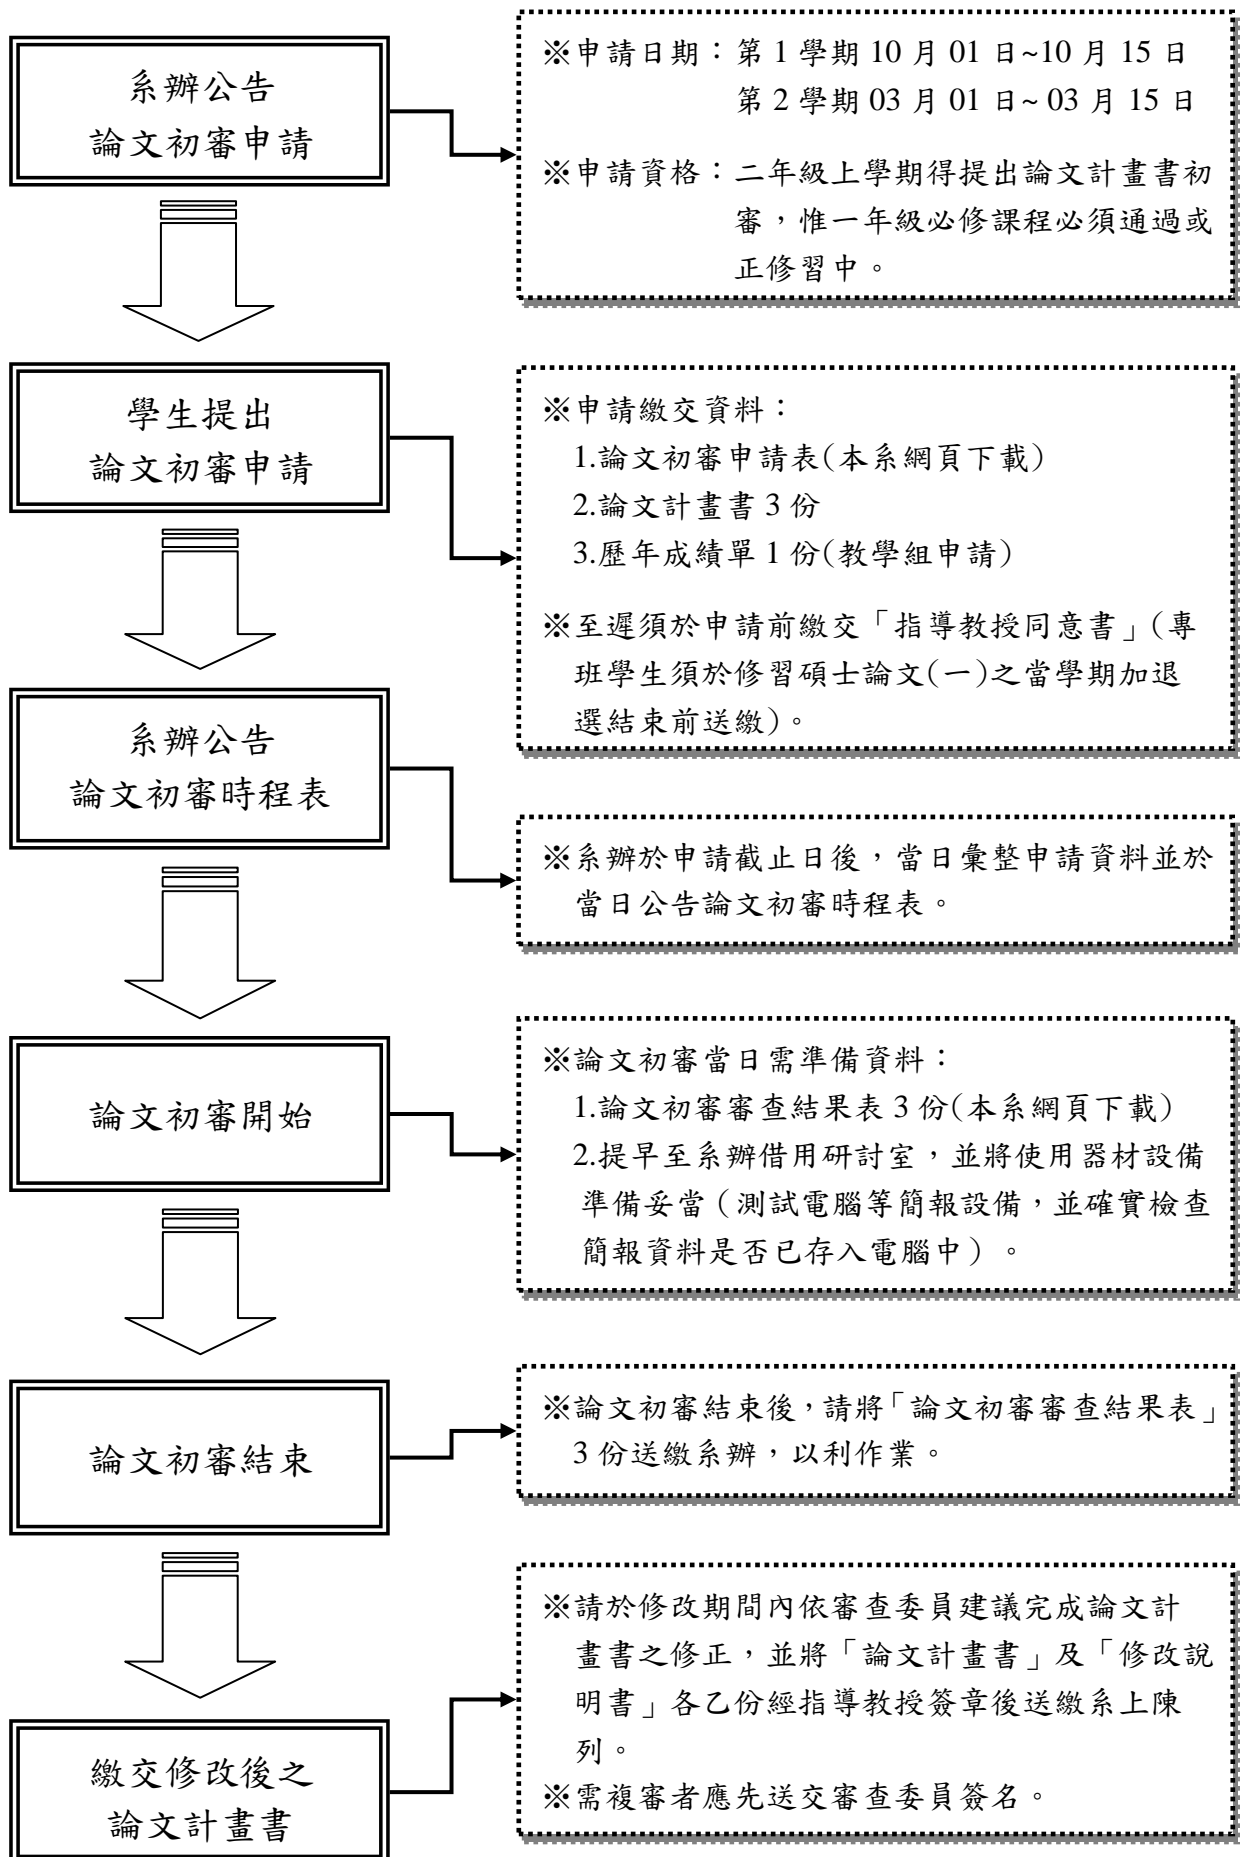 系辦公告
論文初審申請
※申請日期：第 1 學期 10 月 01 日~10 月 15 日
第 2 學期 03 月 01 日~ 03 月 15 日
※申請資格：二年級上學期得提出論文計畫書初
審，惟一年級必修課程必須通過或
正修習中。
學生提出
論文初審申請
※申請繳交資料：
1.論文初審申請表(本系網頁下載)
2.論文計畫書 3 份
3.歷年成績單 1 份(教學組申請)
※至遲須於申請前繳交「指導教授同意書」(專
班學生須於修習碩士論文(一)之當學期加退
選結束前送繳)。
系辦公告
論文初審時程表
※系辦於申請截止日後，當日彙整申請資料並於
當日公告論文初審時程表。
論文初審開始
※論文初審當日需準備資料：
1.論文初審審查結果表 3 份(本系網頁下載)
2.提早至系辦借用研討室，並將使用器材設備
準備妥當（測試電腦等簡報設備，並確實檢查
簡報資料是否已存入電腦中）。
論文初審結束
※論文初審結束後，請將「論文初審審查結果表」
3 份送繳系辦，以利作業。
繳交修改後之
論文計畫書
※請於修改期間內依審查委員建議完成論文計
畫書之修正，並將「論文計畫書」及「修改說
明書」各乙份經指導教授簽章後送繳系上陳
列。
※需複審者應先送交審查委員簽名。